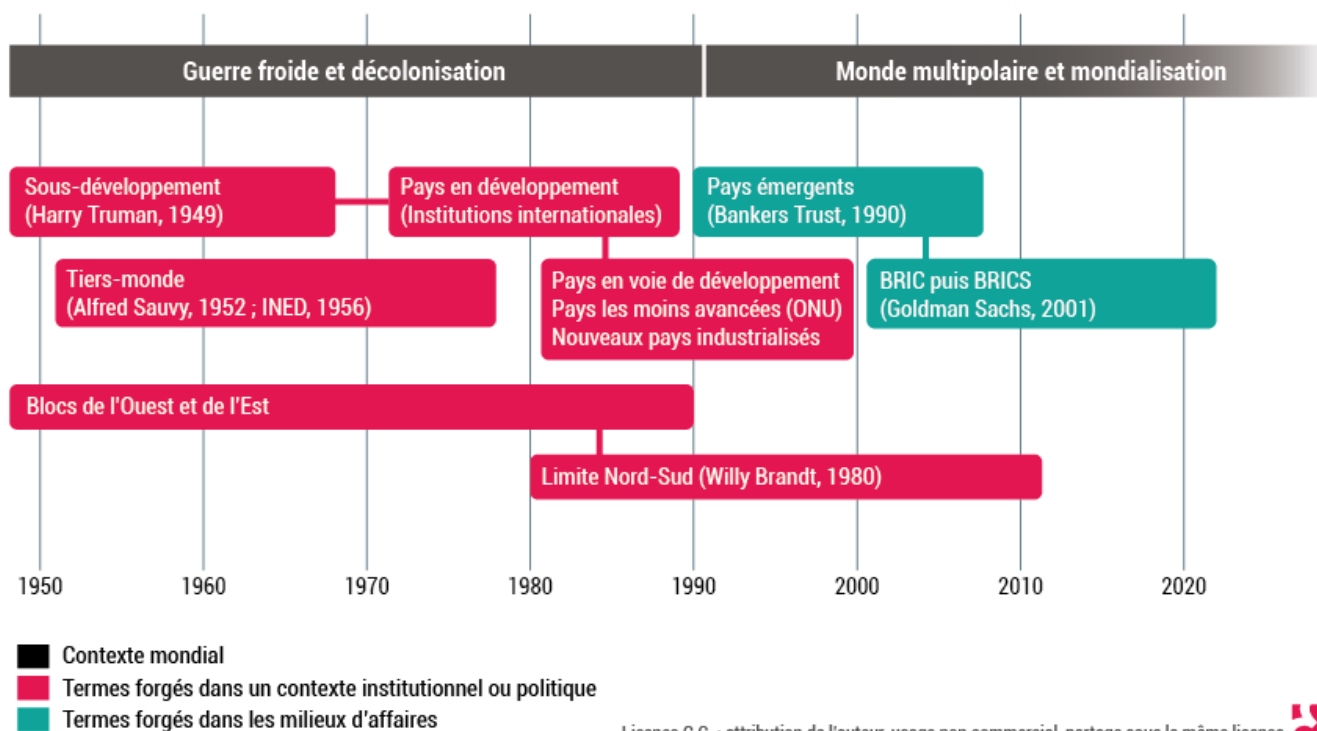 Guerre froide et décolonisation
Monde multipolaire et mondialisation
Sous-développement
(Harry Truman, 1949)
Pays en développement
(Institutions internationales)
Pays émergents
(Bankers Trust, 1990)
Tiers-monde
(Alfred Sauvy, 1952 ; INED, 1956)
Pays en voie de développement
Pays les moins avancées (ONU)
Nouveaux pays industrialisés
BRIC puis BRICS
(Goldman Sachs, 2001)
Blocs de l'Ouest et de l'Est
Limite Nord-Sud (Willy Brandt, 1980)
1950 1960 1970 1980 1990 2000 2010 2020
Contexte mondial
Termes forgés dans un contexte institutionnel ou politique
Termes forgés dans les milieux d'affaires